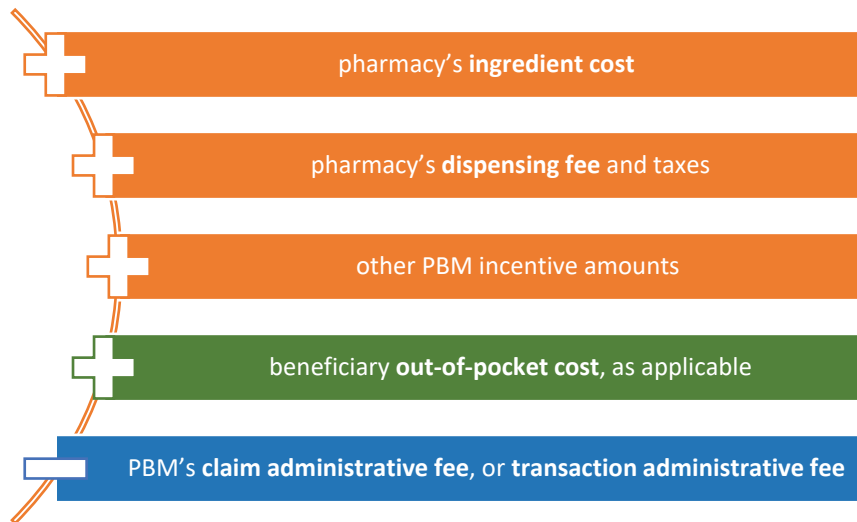 pharmacy’s ingredient cost
pharmacy’s dispensing fee and taxes
other PBM incentive amounts
beneficiary out-of-pocket cost, as applicable
PBM’s claim administrative fee, or transaction administrative fee